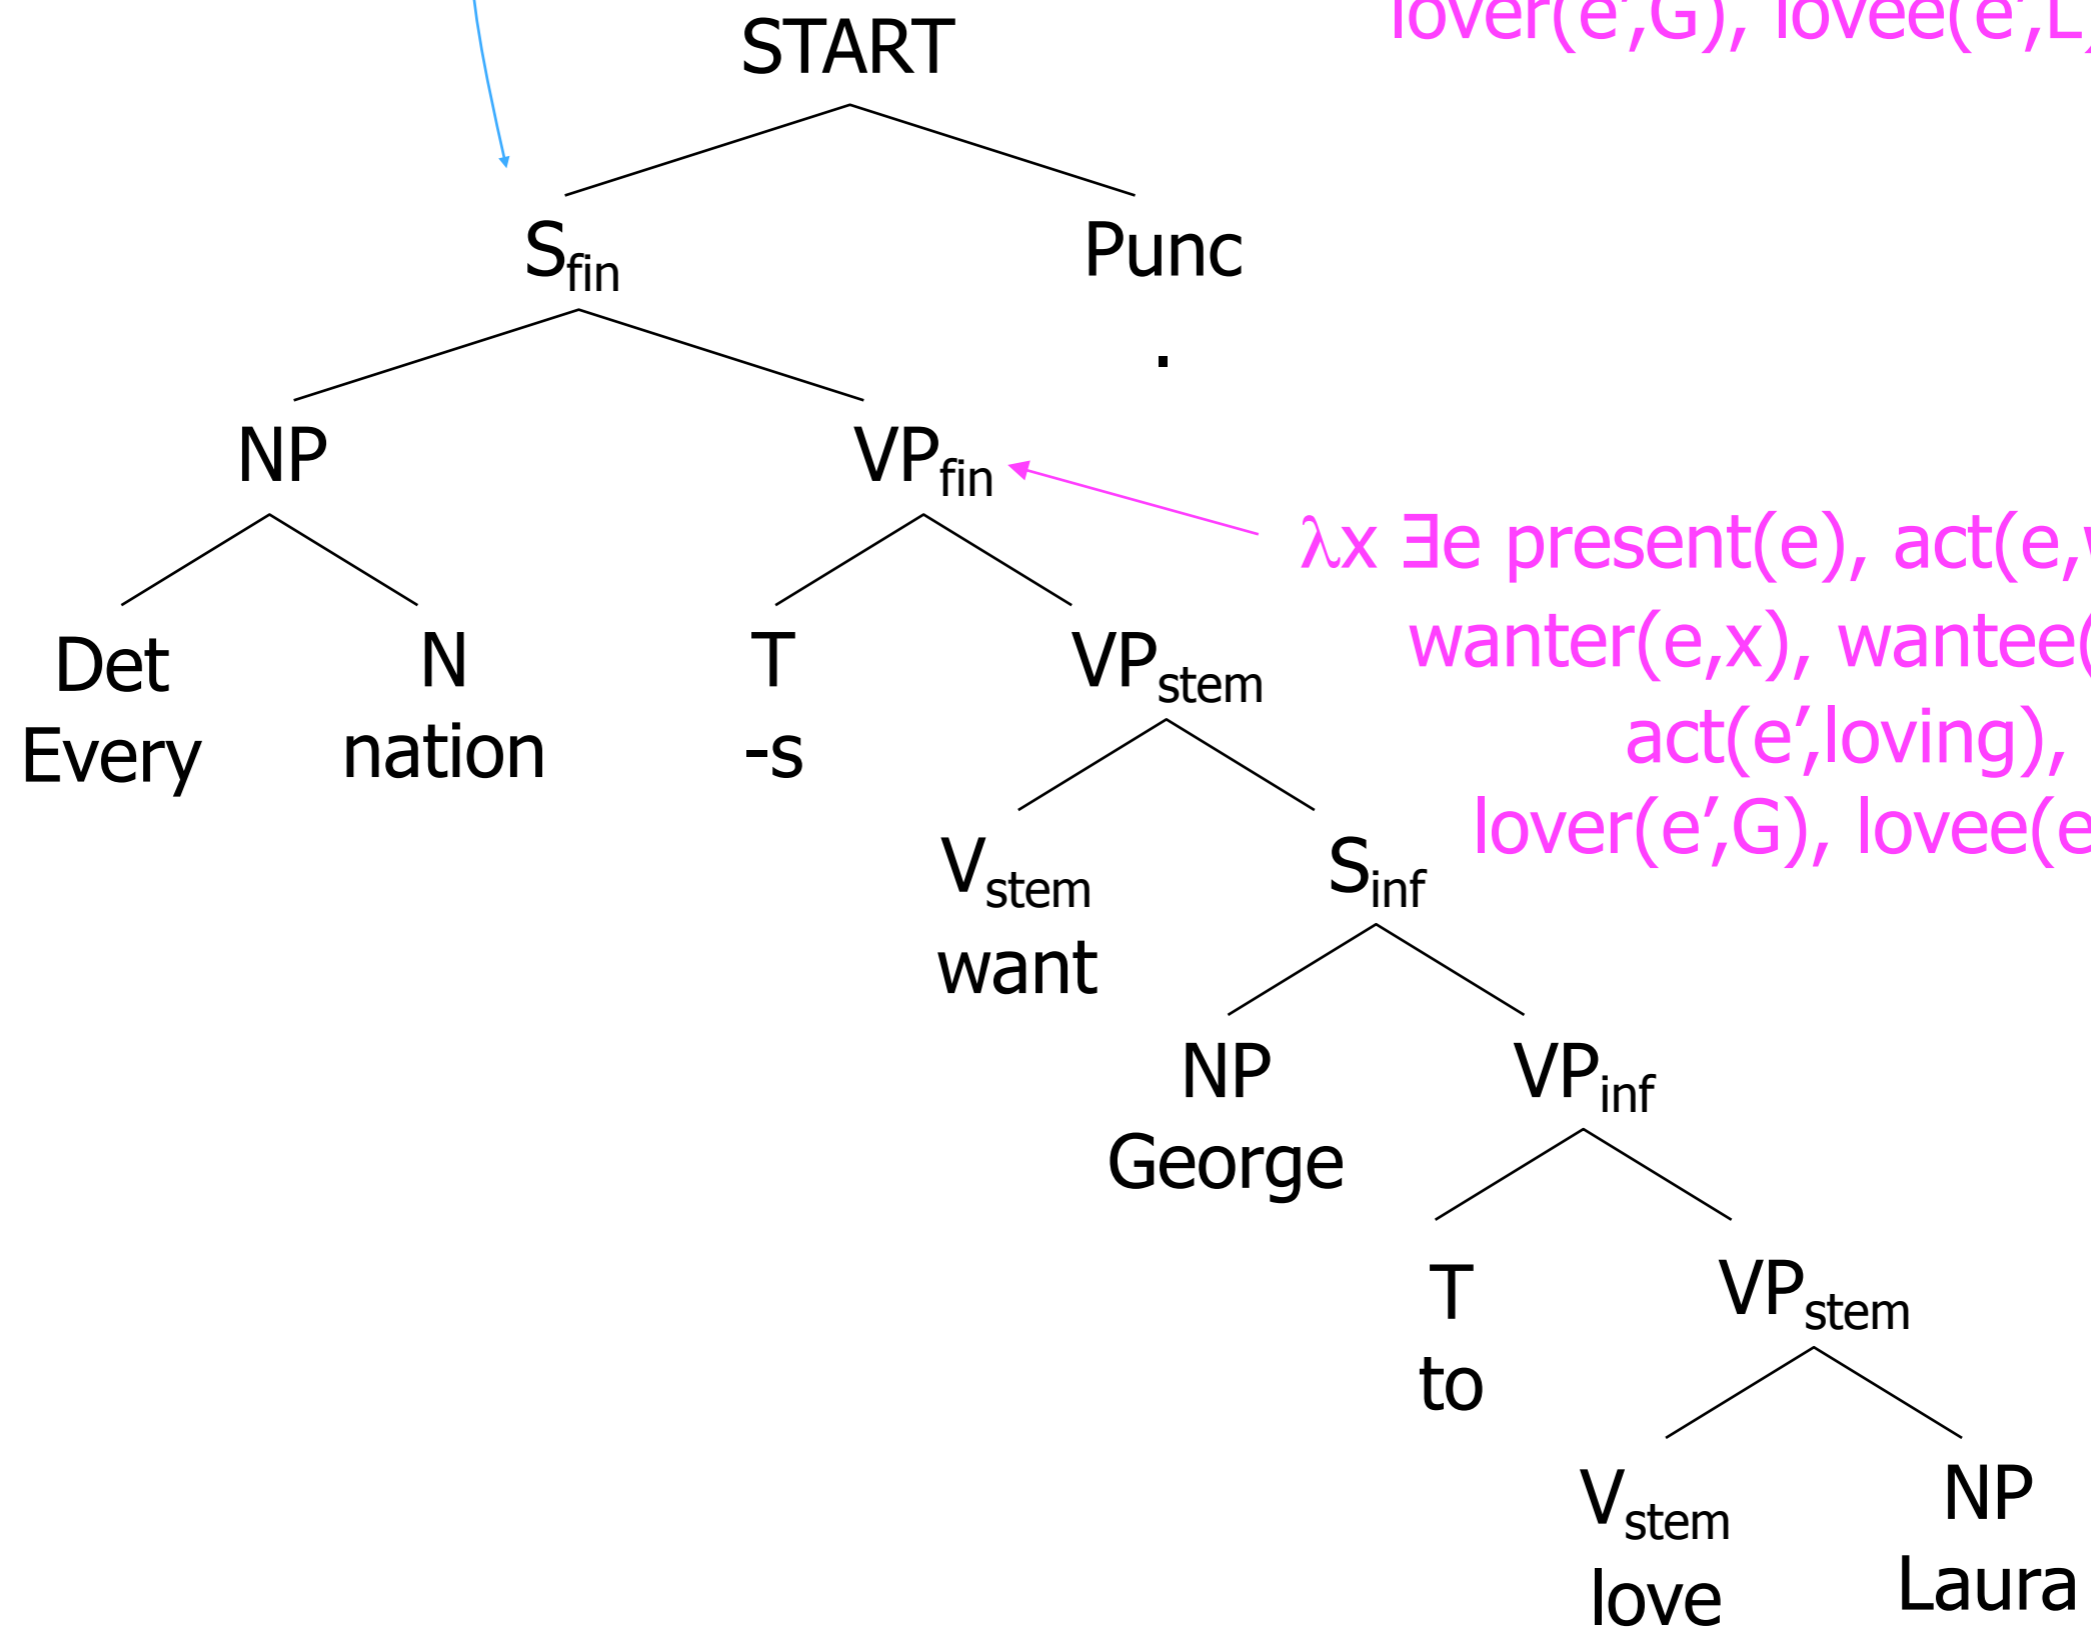 lover(e′,G), lovee(e′,L)
START
S fin
Punc
.
NP
VP fin
λx ∃e present(e), act(e,
wanter(e,x), wantee(
act(e′,loving),
lover(e′,G), lovee(e
Det
N
T
VP stem
Every
nation
-s
V stem
S inf
want
NP
VP inf
George
T
VP stem
to
V stem
NP
love
Laura